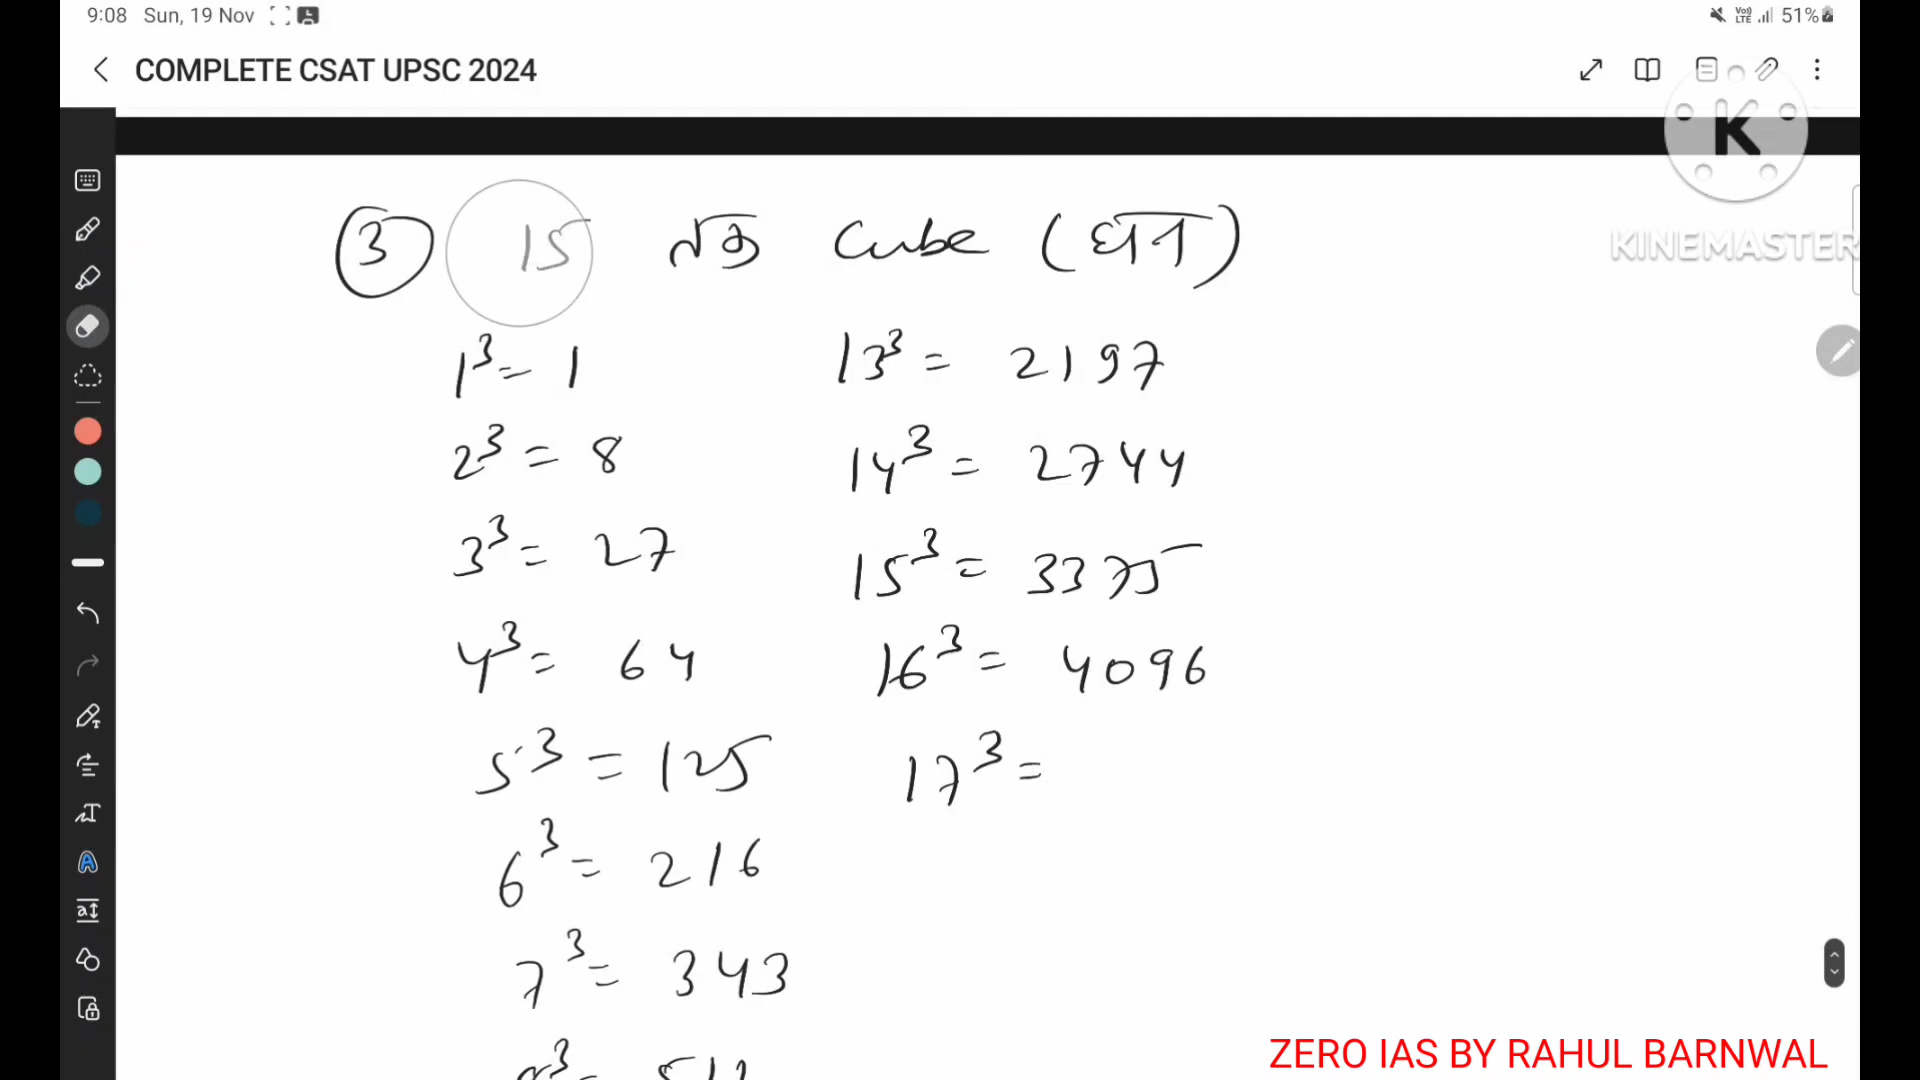 9:08 Sun, 19 Nov
51%
COMPLETE CSAT UPSC 2024
K
KINEMASTER
③ 15 तक Cube (घन)
1³ = 1
2³ = 8
3³ = 27
4³ = 64
5³ = 125
6³ = 216
7³ = 343
8³ = 512
13³ = 2197
14³ = 2744
15³ = 3375
16³ = 4096
17³ =
ZERO IAS BY RAHUL BARNWAL